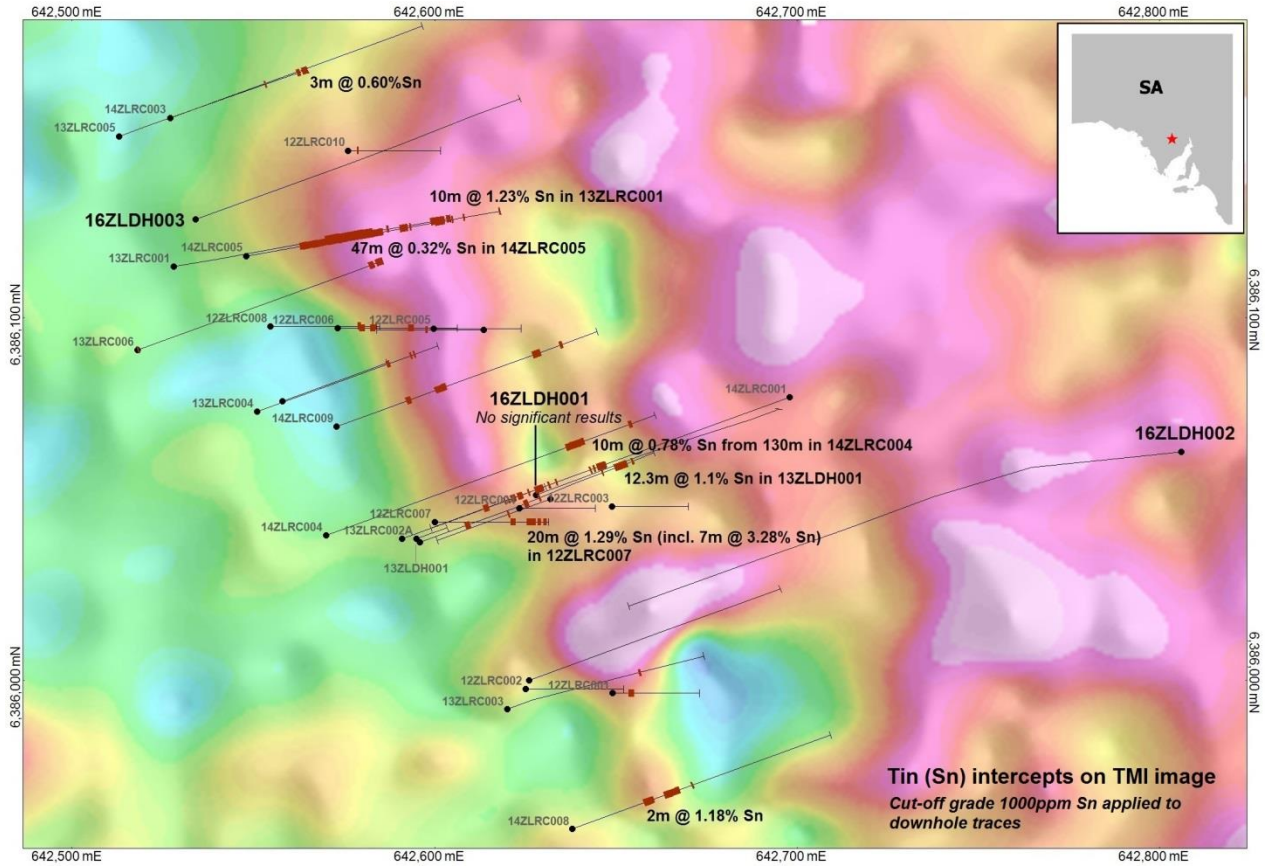 642,500 mE
642,600 mE
642,700 mE
642,800 mE
SA
3m @ 0.60%Sn
14ZLRC003
13ZLRC005
12ZLRC010
10m @ 1.23% Sn in 13ZLRC001
16ZLDH003
14ZLRC005
47m @ 0.32% Sn in 14ZLRC005
13ZLRC001
6,386,100 mN
6,386,100 mN
12ZLRC008
12ZLRC006
12ZLRC005
13ZLRC006
14ZLRC001
16ZLDH001
No significant results
13ZLRC004
14ZLRC009
16ZLDH002
10m @ 0.78% Sn from 130m in 14ZLRC004
12.3m @ 1.1% Sn in 13ZLDH001
12ZLRC003
12ZLRC007
14ZLRC004
13ZLRC002A
20m @ 1.29% Sn (incl. 7m @ 3.28% Sn)
in 12ZLRC007
13ZLDH001
6,386,000 mN
6,386,000 mN
12ZLRC002
12ZLRC001
13ZLRC003
Tin (Sn) intercepts on TMI image
Cut-off grade 1000ppm Sn applied to
downhole traces
2m @ 1.18% Sn
14ZLRC008
642,500 mE
642,600 mE
642,700 mE
642,800 mE